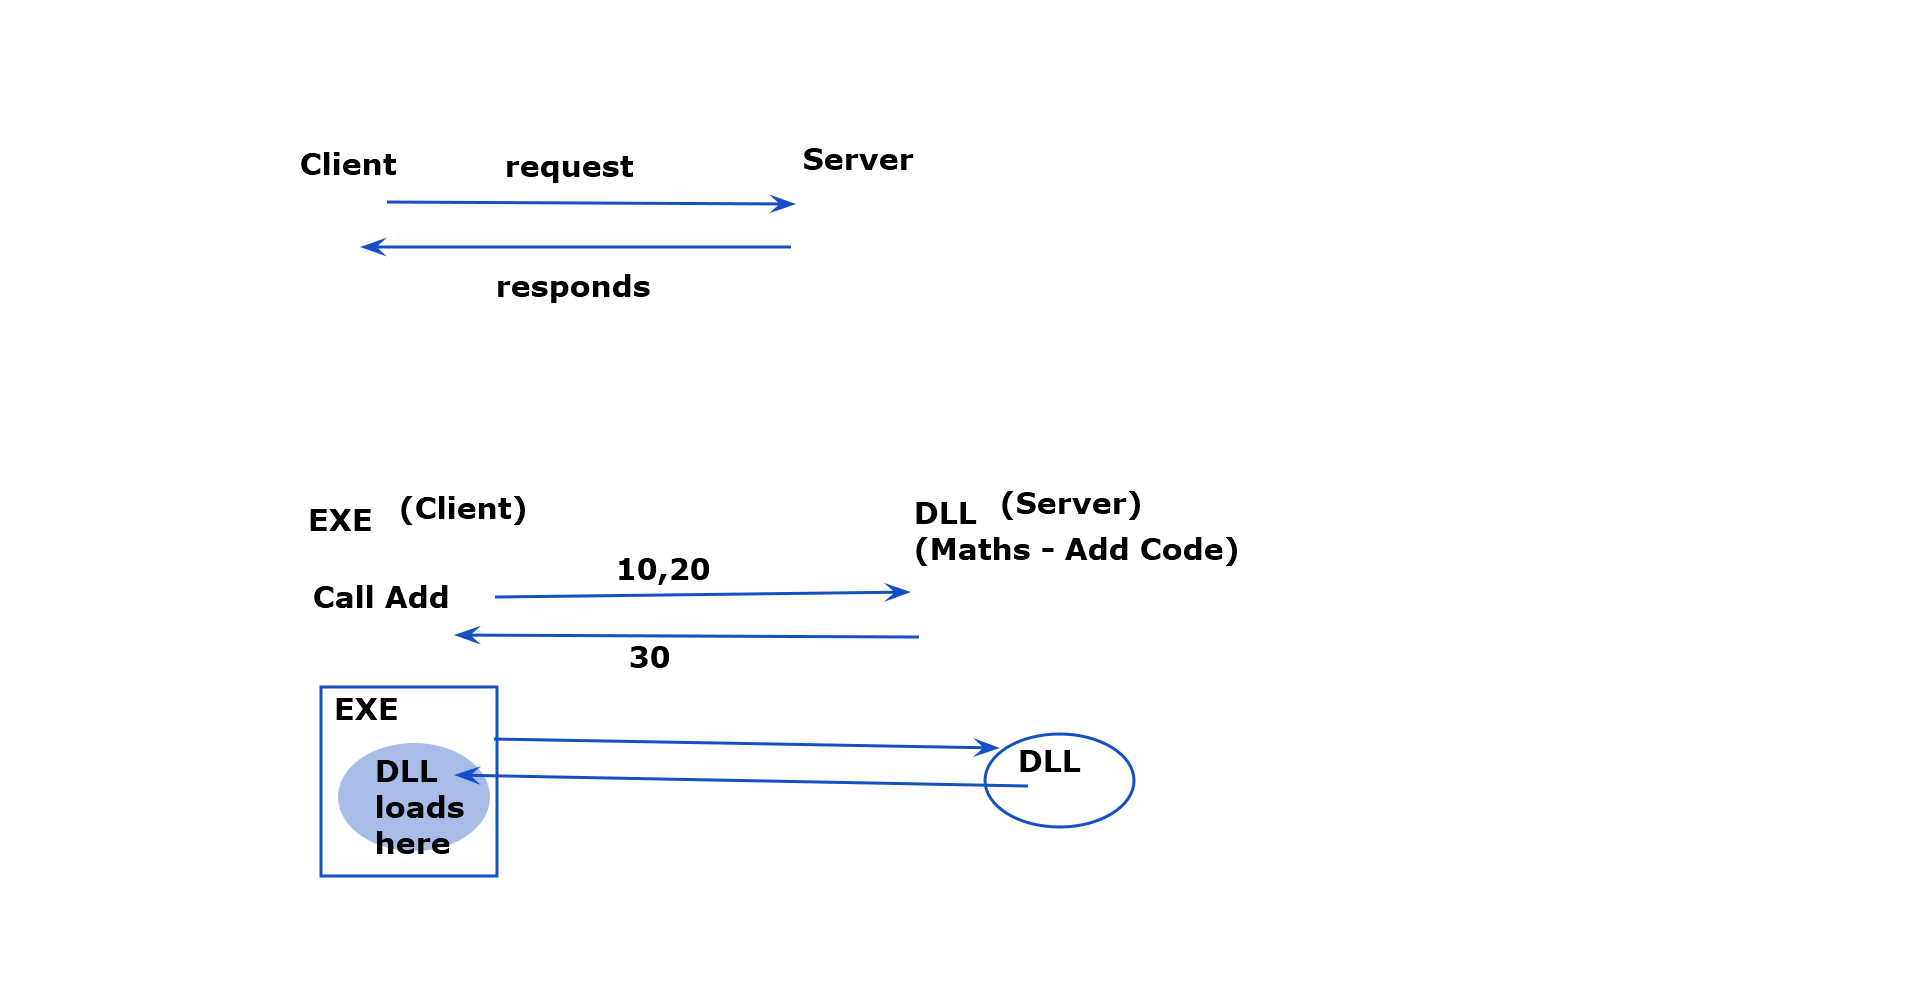 Client
request
Server
responds
EXE (Client)
DLL (Server)
(Maths - Add Code)
10,20
Call Add
30
EXE
DLL
loads
here
DLL